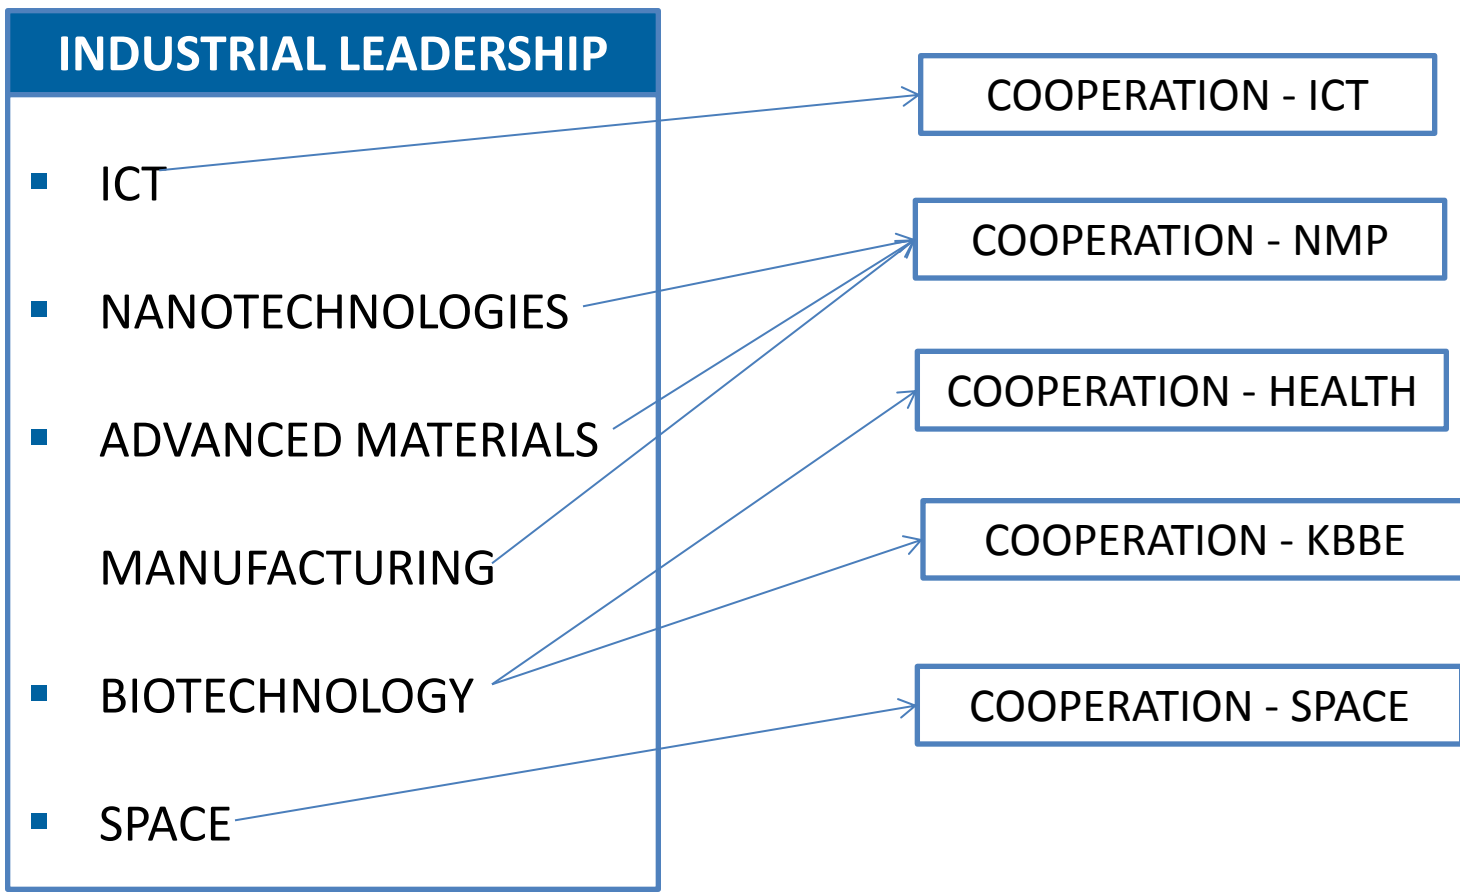 INDUSTRIAL LEADERSHIP
▪ ICT
▪ NANOTECHNOLOGIES
▪ ADVANCED MATERIALS
MANUFACTURING
▪ BIOTECHNOLOGY
▪ SPACE
COOPERATION - ICT
COOPERATION - NMP
COOPERATION - HEALTH
COOPERATION - KBBE
COOPERATION - SPACE